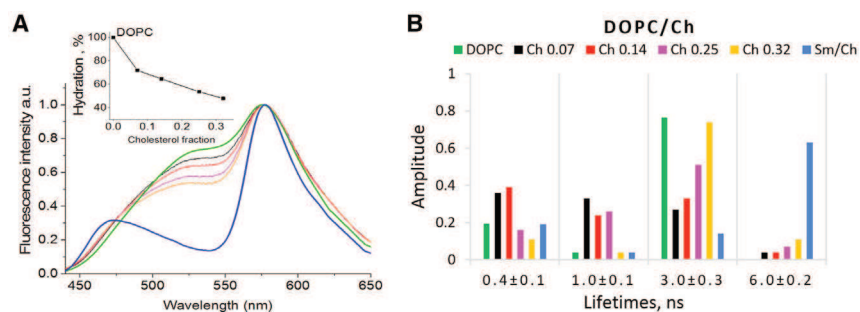 A
DOPC
Hydration , %
100
80
60
40
0.0 0.1 0.2 0.3
Cholesterol fraction
Fluorescence intensity a.u.
1.0
0.8
0.6
0.4
0.2
0.0
450 500 550 600 650
Wavelength (nm)
B
DOPC/Ch
DOPC Ch 0.07 Ch 0.14 Ch 0.25 Ch 0.32 Sm/Ch
Amplitude
1
0.8
0.6
0.4
0.2
0
0.4±0.1 1.0±0.1 3.0±0.3 6.0±0.2
Lifetimes, ns